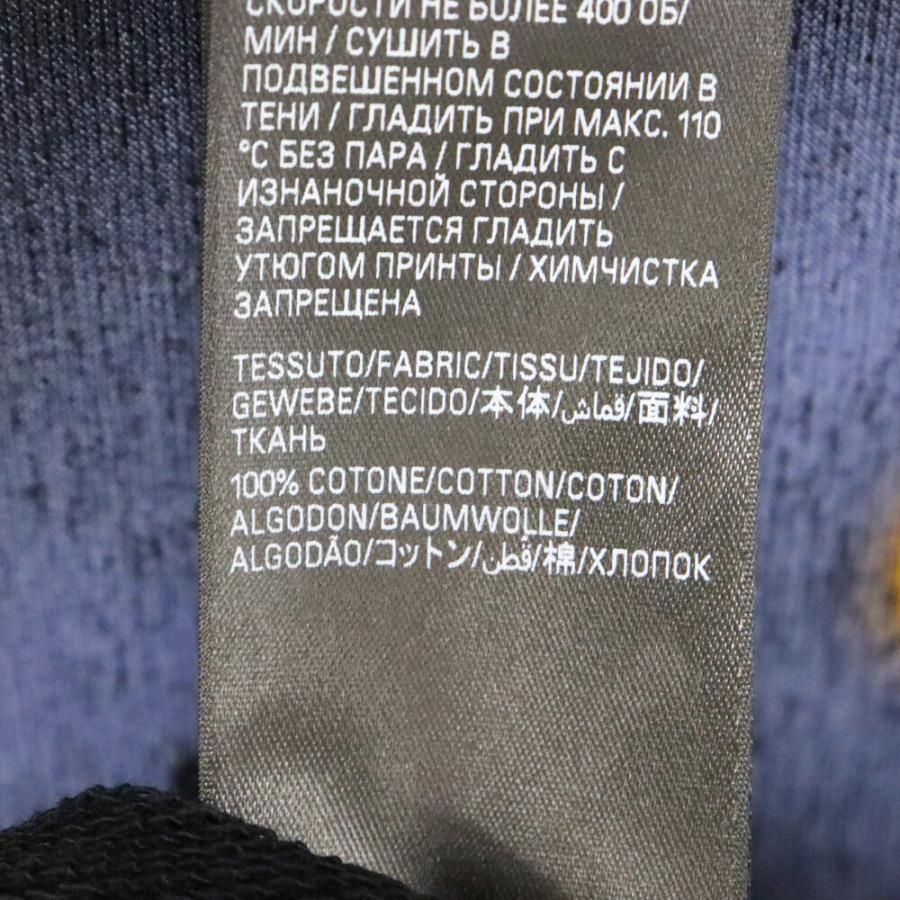 СКОРОСТИ НЕ БОЛЕЕ 400 ОБ/
МИН / СУШИТЬ В
ПОДВЕШЕННОМ СОСТОЯНИИ В
ТЕНИ / ГЛАДИТЬ ПРИ МАКС. 110
°C БЕЗ ПАРА / ГЛАДИТЬ С
ИЗНАНОЧНОЙ СТОРОНЫ /
ЗАПРЕЩАЕТСЯ ГЛАДИТЬ
УТЮГОМ ПРИНТЫ / ХИМЧИСТКА
ЗАПРЕЩЕНА
TESSUTO/FABRIC/TISSU/TEJIDO/
GEWEBE/TECIDO/本体/قماش/面料/
ТКАНЬ
100% COTONE/COTTON/COTON/
ALGODON/BAUMWOLLE/
ALGODÃO/コットン/قطن/棉/ХЛОПОК